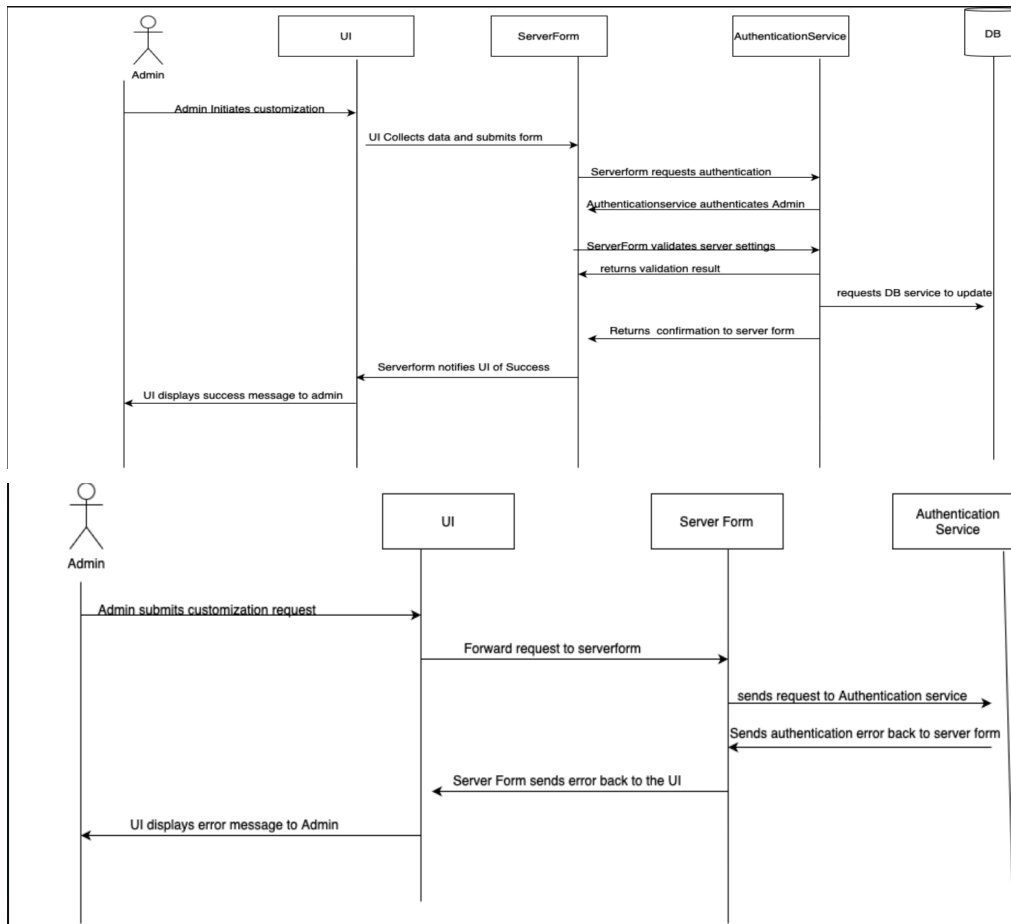 UI
ServerForm
AuthenticationService
DB
Admin
Admin Initiates customization
UI Collects data and submits form
Serverform requests authentication
Authenticationservice authenticates Admin
ServerForm validates server settings
returns validation result
requests DB service to update
Returns confirmation to server form
Serverform notifies UI of Success
UI displays success message to admin
UI
Server Form
Authentication
Service
Admin
Admin submits customization request
Forward request to serverform
sends request to Authentication service
Sends authentication error back to server form
Server Form sends error back to the UI
UI displays error message to Admin